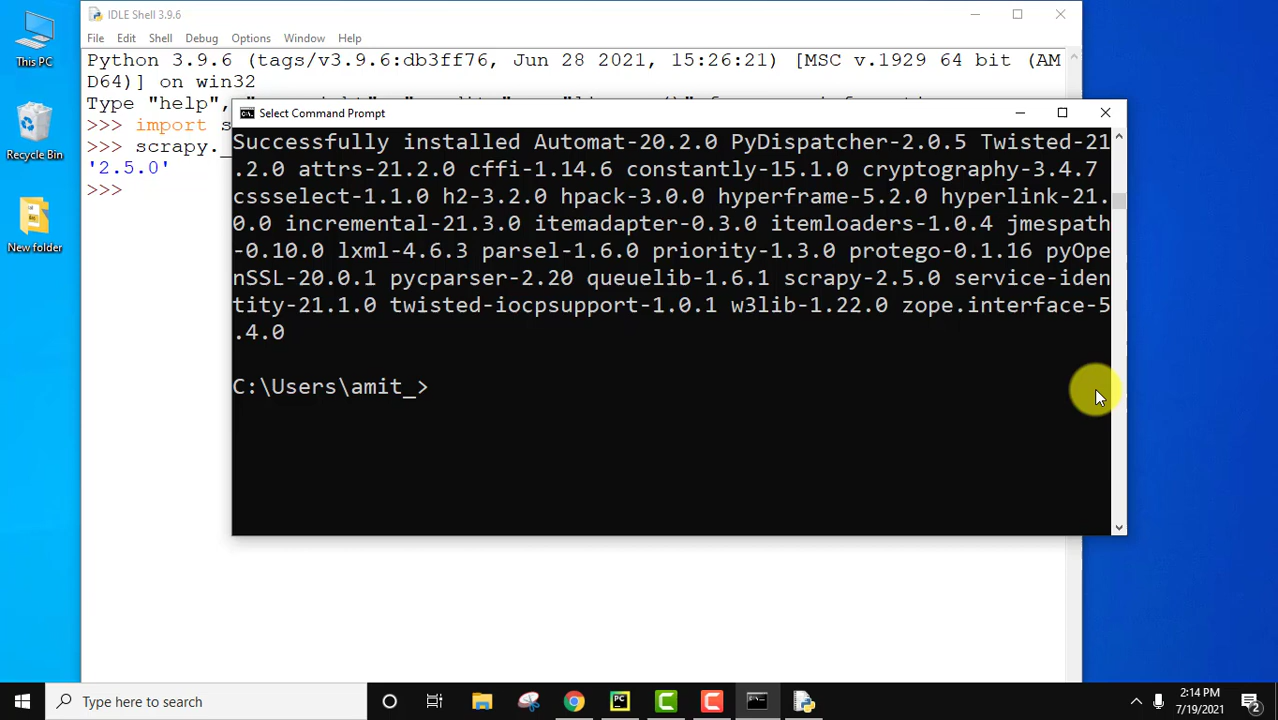 This PC
Recycle Bin
New folder
IDLE Shell 3.9.6
File Edit Shell Debug Options Window Help
Python 3.9.6 (tags/v3.9.6:db3ff76, Jun 28 2021, 15:26:21) [MSC v.1929 64 bit (AM
D64)] on win32
Type "help",
>>> import s
>>> scrapy._
'2.5.0'
>>>
Select Command Prompt
Successfully installed Automat-20.2.0 PyDispatcher-2.0.5 Twisted-21
.2.0 attrs-21.2.0 cffi-1.14.6 constantly-15.1.0 cryptography-3.4.7
cssselect-1.1.0 h2-3.2.0 hpack-3.0.0 hyperframe-5.2.0 hyperlink-21.
0.0 incremental-21.3.0 itemadapter-0.3.0 itemloaders-1.0.4 jmespath
-0.10.0 lxml-4.6.3 parsel-1.6.0 priority-1.3.0 protego-0.1.16 pyOpe
nSSL-20.0.1 pycparser-2.20 queuelib-1.6.1 scrapy-2.5.0 service-iden
tity-21.1.0 twisted-iocpsupport-1.0.1 w3lib-1.22.0 zope.interface-5
.4.0
C:\Users\amit_>
Type here to search
PC
2:14 PM
7/19/2021
2